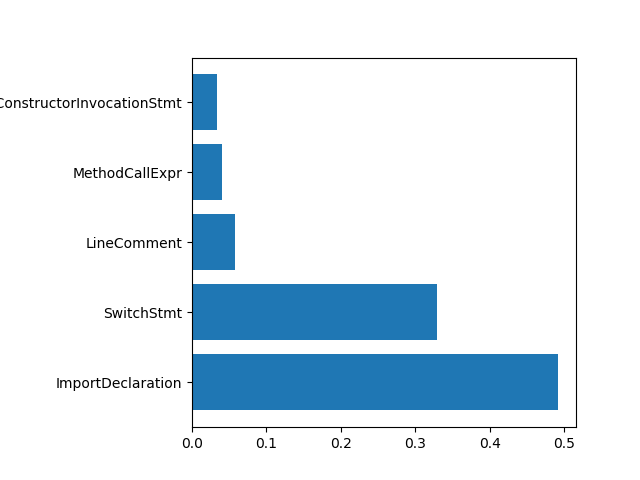 ConstructorInvocationStmt
MethodCallExpr
LineComment
SwitchStmt
ImportDeclaration
0.0 0.1 0.2 0.3 0.4 0.5